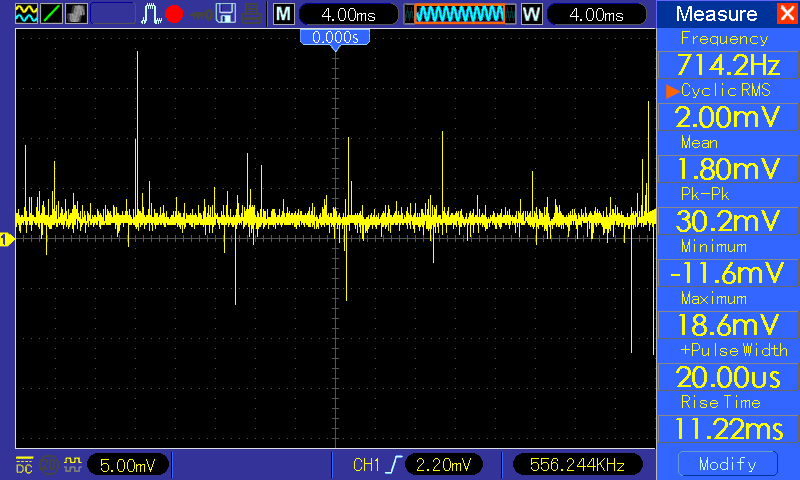 M 4.00ms W 4.00ms
0.000s
Measure
Frequency
714.2Hz
Cyclic RMS
2.00mV
Mean
1.80mV
Pk-Pk
30.2mV
Minimum
-11.6mV
Maximum
18.6mV
+Pulse Width
20.00us
Rise Time
11.22ms
Modify
1
DC 5.00mV CH1 2.20mV 556.244KHz